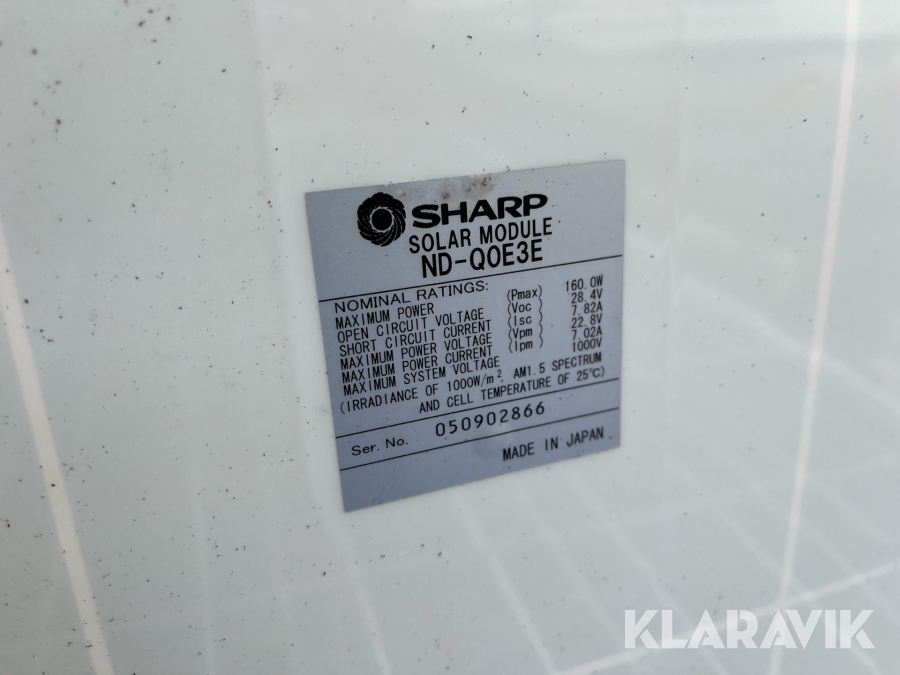 SHARP
SOLAR MODULE
ND-Q0E3E
NOMINAL RATINGS:
MAXIMUM POWER (Pmax) 160.0W
OPEN CIRCUIT VOLTAGE (Voc) 28.4V
SHORT CIRCUIT CURRENT (Isc) 7.82A
MAXIMUM POWER VOLTAGE (Vpm) 22.8V
MAXIMUM POWER CURRENT (Ipm) 7.02A
MAXIMUM SYSTEM VOLTAGE 1000V
(IRRADIANCE OF 1000W/m², AM1.5 SPECTRUM
AND CELL TEMPERATURE OF 25℃)
Ser. No. 050902866
MADE IN JAPAN
KLARAVIK